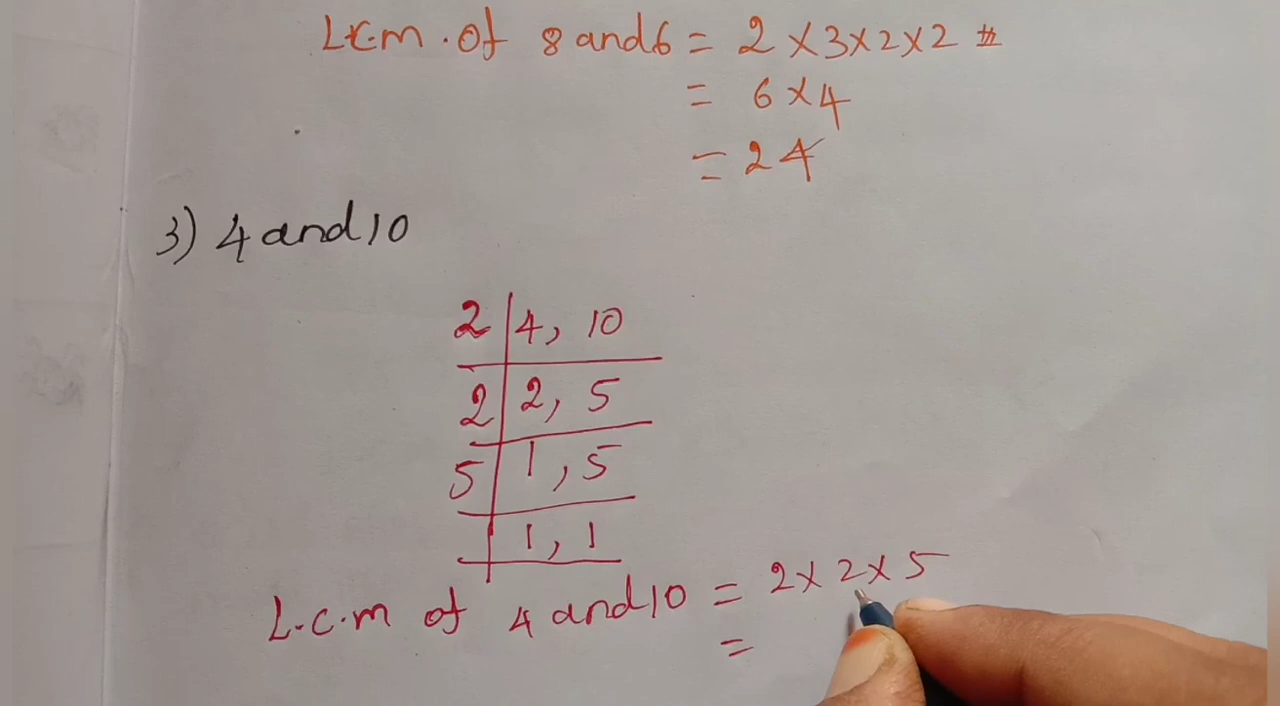 L.C.m. of 8 and 6 = 2 × 3 × 2 × 2
= 6 × 4
= 24
3) 4 and 10
2 | 4, 10
2 | 2, 5
5 | 1, 5
| 1, 1
L.C.m of 4 and 10 = 2 × 2 × 5
=